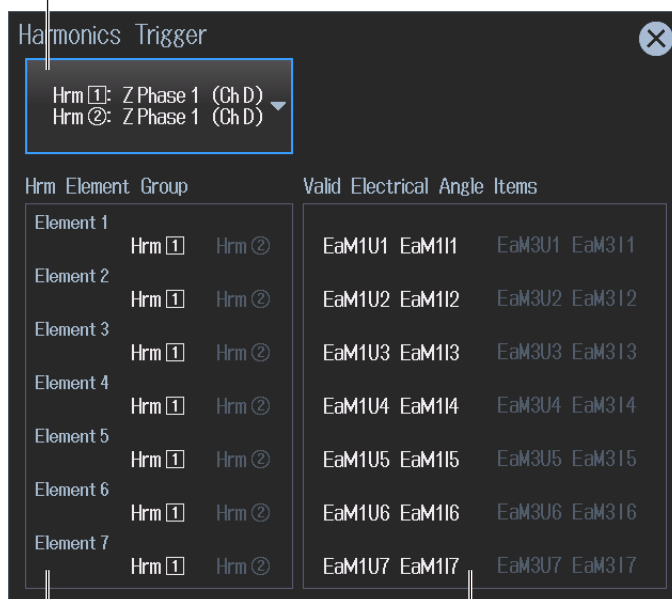 Harmonics Trigger
Hrm 1: Z Phase 1 (Ch D)
Hrm ②: Z Phase 1 (Ch D)
Hrm Element Group
Valid Electrical Angle Items
Element 1
Hrm 1 Hrm ② EaM1U1 EaM1I1 EaM3U1 EaM3I1
Element 2
Hrm 1 Hrm ② EaM1U2 EaM1I2 EaM3U2 EaM3I2
Element 3
Hrm 1 Hrm ② EaM1U3 EaM1I3 EaM3U3 EaM3I3
Element 4
Hrm 1 Hrm ② EaM1U4 EaM1I4 EaM3U4 EaM3I4
Element 5
Hrm 1 Hrm ② EaM1U5 EaM1I5 EaM3U5 EaM3I5
Element 6
Hrm 1 Hrm ② EaM1U6 EaM1I6 EaM3U6 EaM3I6
Element 7
Hrm 1 Hrm ② EaM1U7 EaM1I7 EaM3U7 EaM3I7